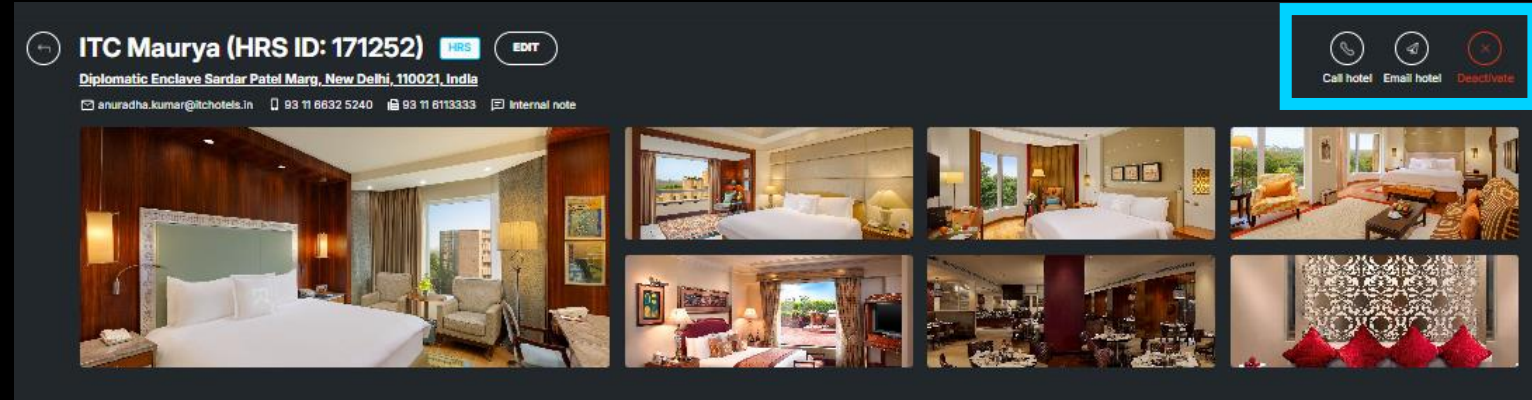 ITC Maurya (HRS ID: 171252) HRS EDIT
Diplomatic Enclave Sardar Patel Marg, New Delhi, 110021, India
anuradha.kumar@itchotels.in 93 11 6632 5240 93 11 6113333 Internal note
Call hotel Email hotel Deactivate